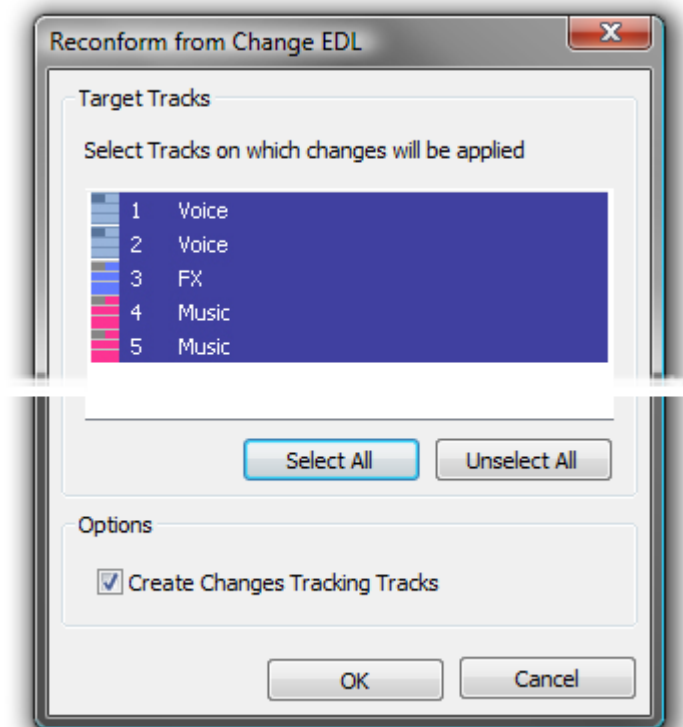 Reconform from Change EDL
Target Tracks
Select Tracks on which changes will be applied
1 Voice
2 Voice
3 FX
4 Music
5 Music
Select All Unselect All
Options
Create Changes Tracking Tracks
OK Cancel